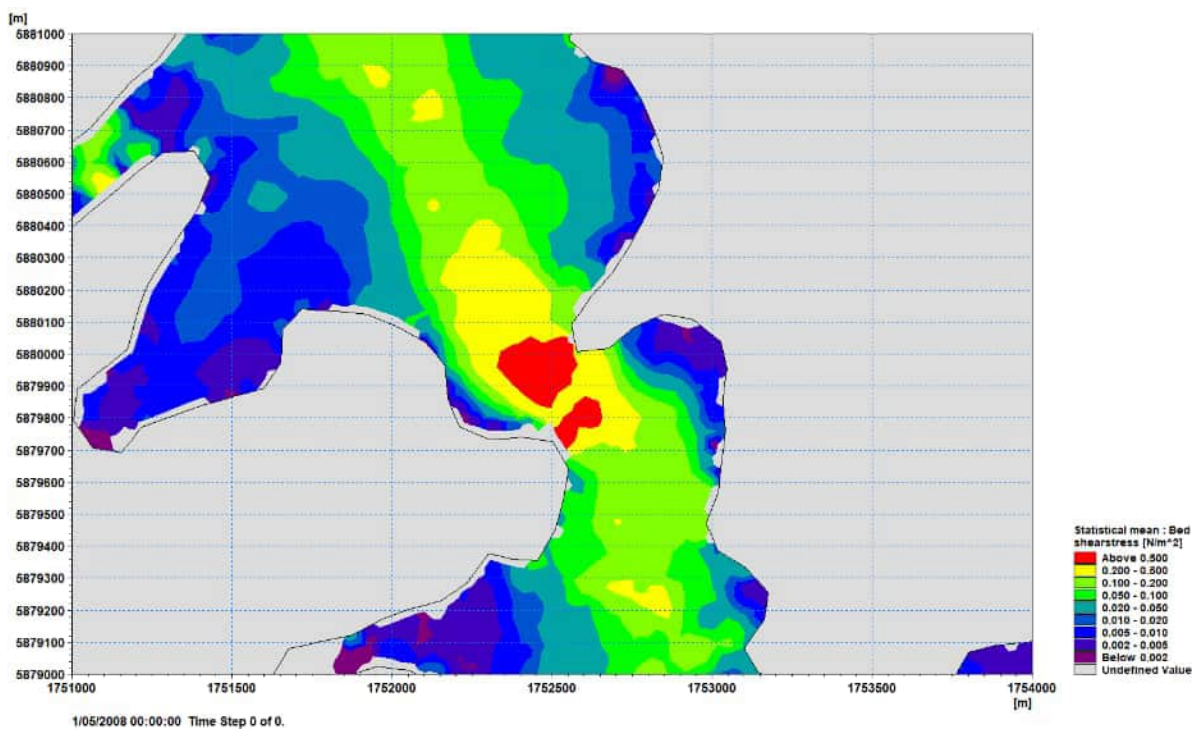 [m]
5881000
5880900
5880800
5880700
5880600
5880500
5880400
5880300
5880200
5880100
5880000
5879900
5879800
5879700
5879600
5879500
5879400
5879300
5879200
5879100
5879000
1751000 1751500 1752000 1752500 1753000 1753500 1754000
[m]
Statistical mean : Bed
shearstress [N/m^2]
Above 0.500
0.200 - 0.500
0.100 - 0.200
0.050 - 0.100
0.020 - 0.050
0.010 - 0.020
0.005 - 0.010
0.002 - 0.005
Below 0.002
Undefined Value
1/05/2008 00:00:00 Time Step 0 of 0.